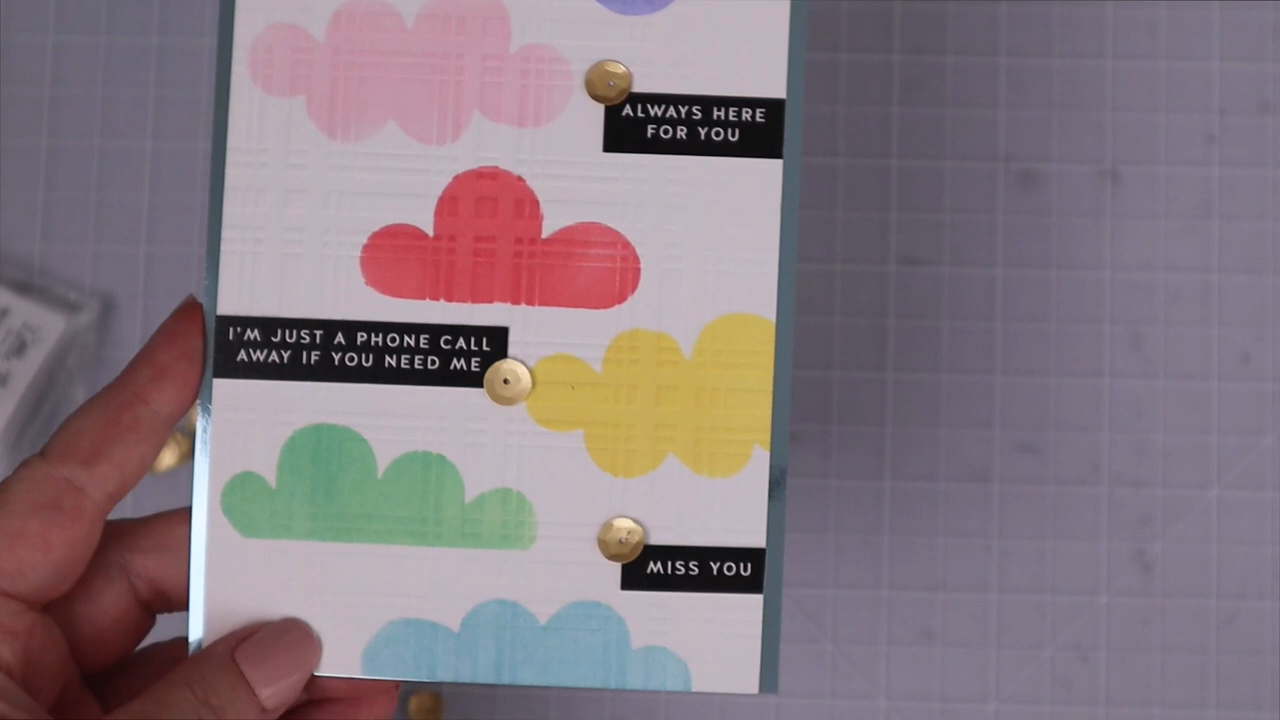 ALWAYS HERE
FOR YOU
I'M JUST A PHONE CALL
AWAY IF YOU NEED ME
MISS YOU